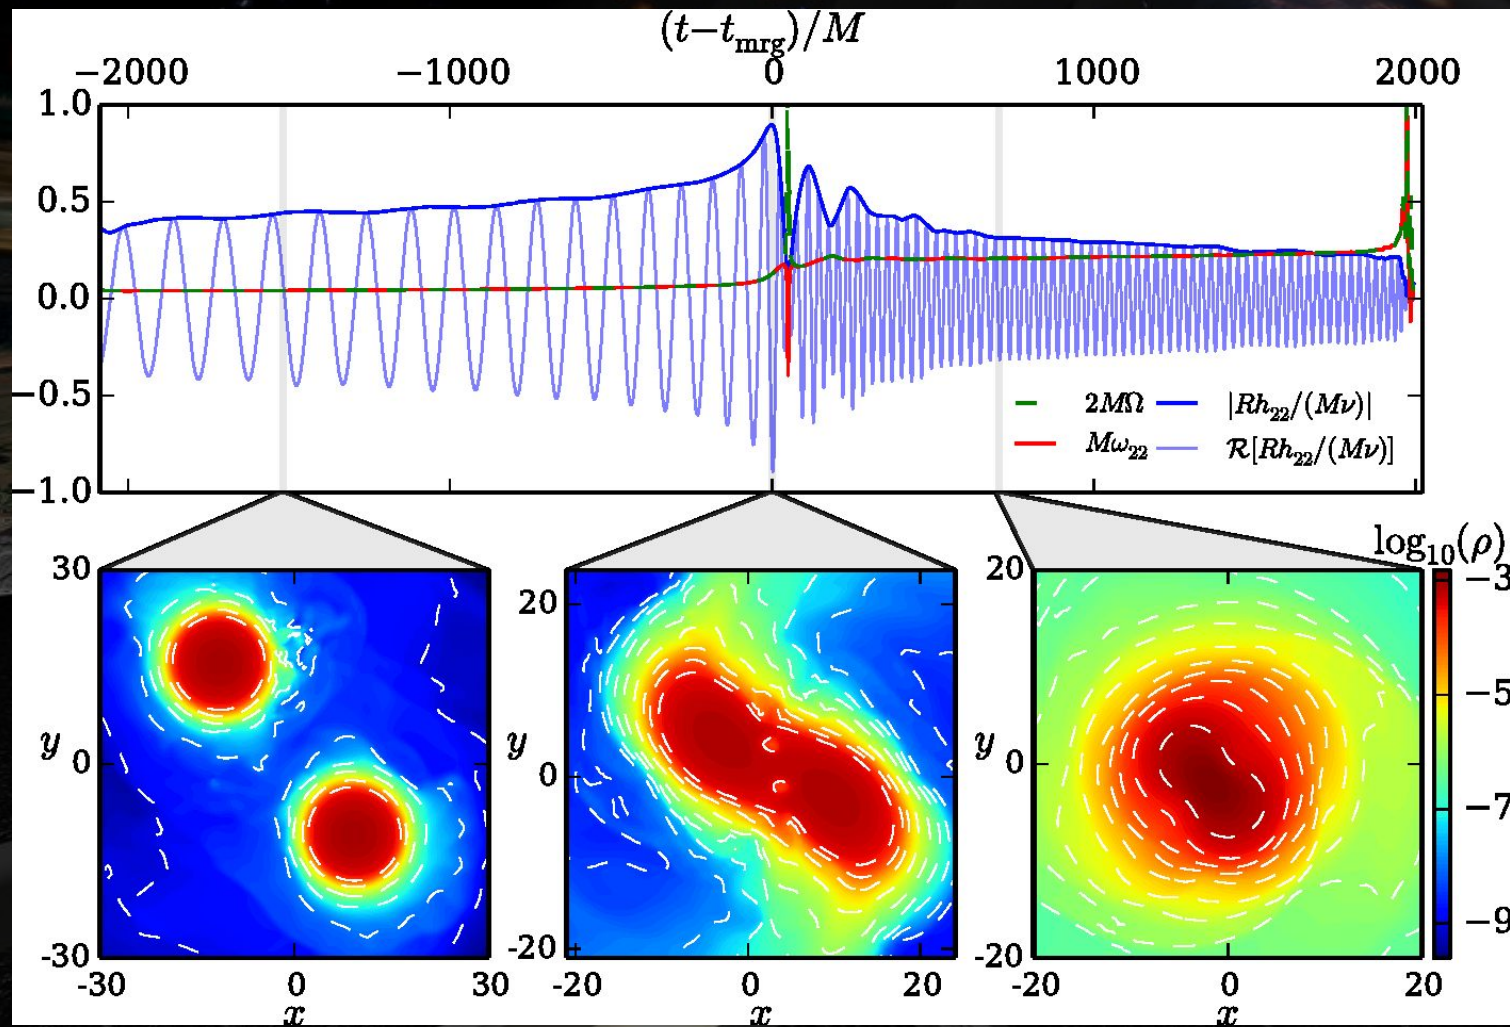 (t−t_mrg)/M
−2000 −1000 0 1000 2000
1.0
0.5
0.0
−0.5
−1.0
2MΩ |Rh₂₂/(Mν)|
Mω₂₂ ℛ[Rh₂₂/(Mν)]
log₁₀(ρ)
30
y
0
-30
-30 0 30
x
20
y
0
-20
-20 0 20
x
20
y
0
-20
-20 0 20
x
−3
−5
−7
−9